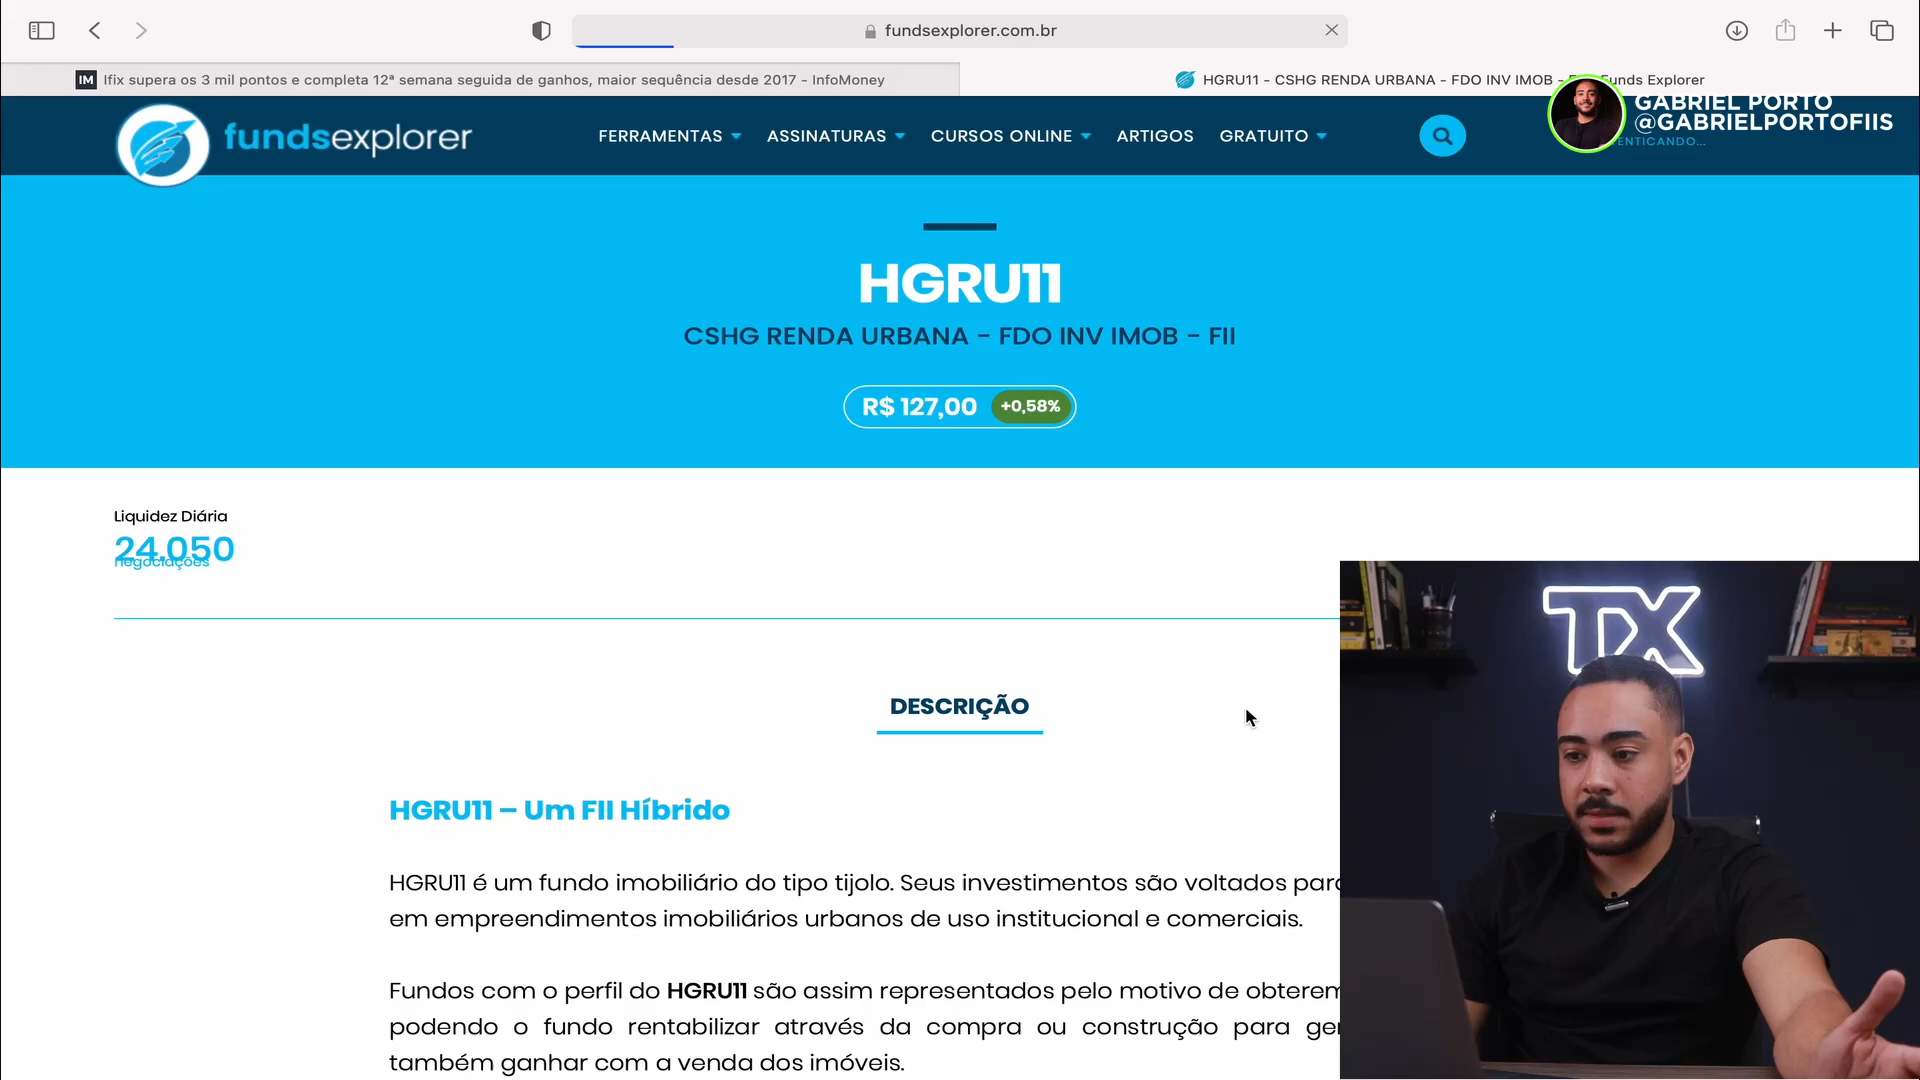 fundsexplorer.com.br
IM Ifix supera os 3 mil pontos e completa 12ª semana seguida de ganhos, maior sequência desde 2017 - InfoMoney
HGRU11 - CSHG RENDA URBANA - FDO INV IMOB - Funds Explorer
GABRIEL PORTO
@GABRIELPORTOFIIS
ENTICANDO...
fundsexplorer
FERRAMENTAS
ASSINATURAS
CURSOS ONLINE
ARTIGOS
GRATUITO
HGRU11
CSHG RENDA URBANA - FDO INV IMOB - FII
R$ 127,00 +0,58%
Liquidez Diária
24.050
negociações
TX
DESCRIÇÃO
HGRU11 – Um FII Híbrido
HGRU11 é um fundo imobiliário do tipo tijolo. Seus investimentos são voltados para
em empreendimentos imobiliários urbanos de uso institucional e comerciais.
Fundos com o perfil do HGRU11 são assim representados pelo motivo de obterem
podendo o fundo rentabilizar através da compra ou construção para
também ganhar com a venda dos imóveis.